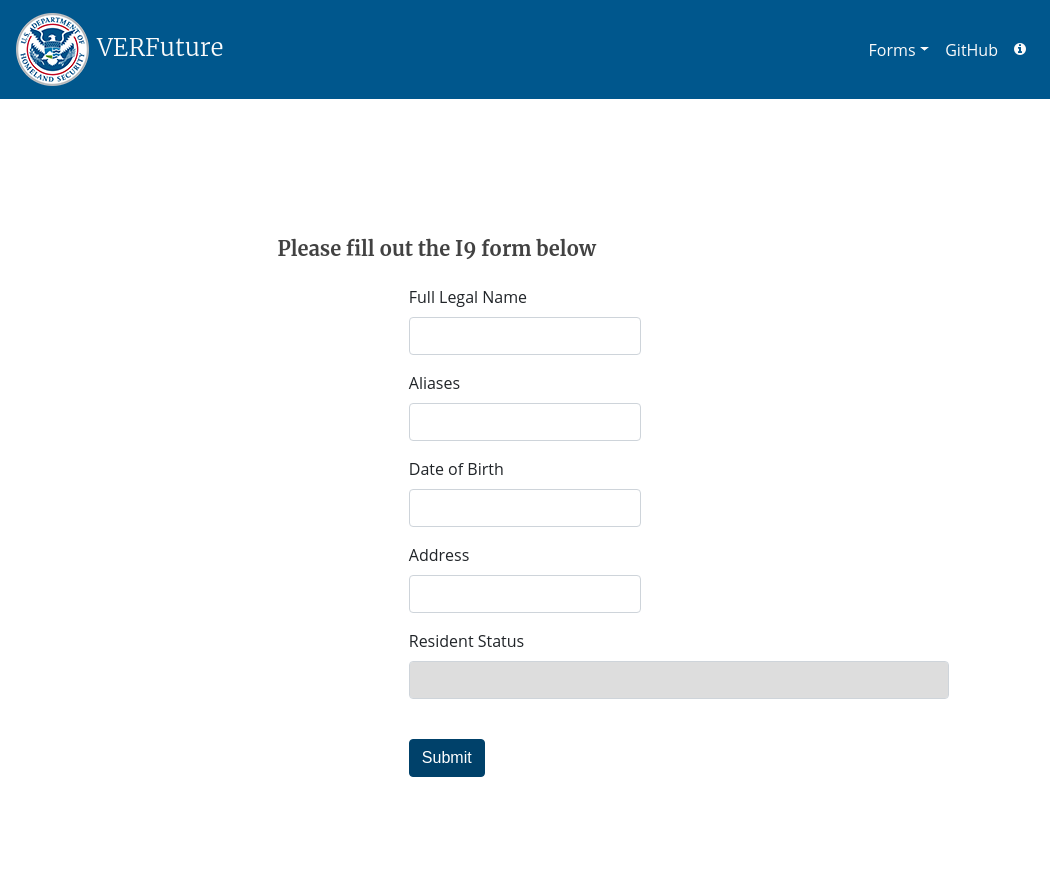 U.S. DEPARTMENT OF
HOMELAND SECURITY
VERFuture
Forms
GitHub
Please fill out the I9 form below
Full Legal Name
Aliases
Date of Birth
Address
Resident Status
Submit